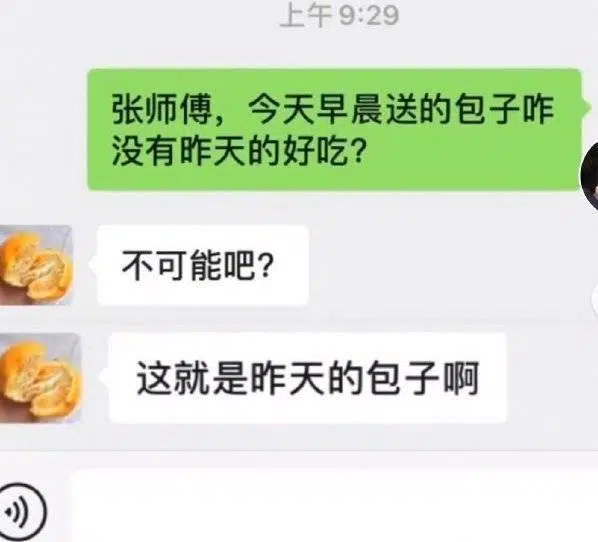 上午 9:29
张师傅，今天早晨送的包子咋
没有昨天的好吃？
不可能吧？
这就是昨天的包子啊